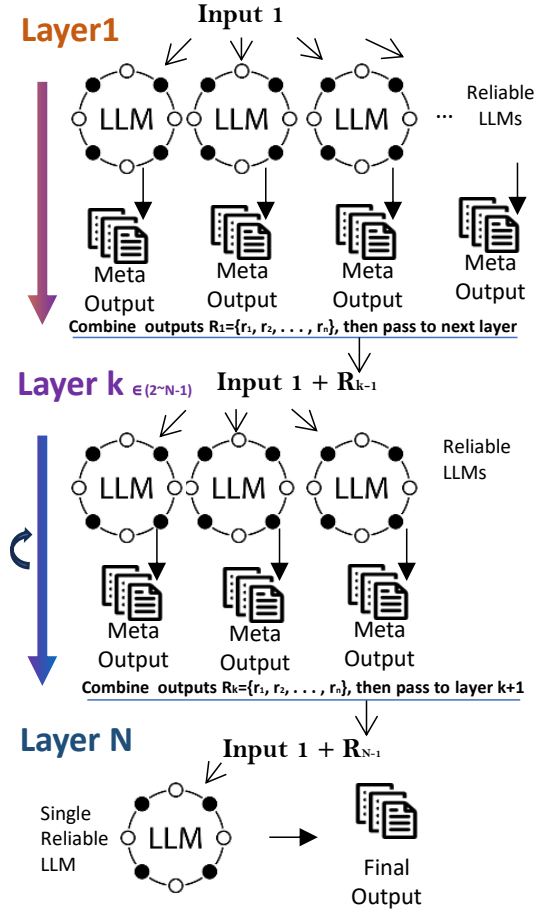 Layer1
Input 1
LLM
LLM
LLM
...
Reliable
LLMs
Meta
Output
Meta
Output
Meta
Output
Meta
Output
Combine outputs R₁={r₁, r₂, . . . , rₙ}, then pass to next layer
Layer k ∈(2~N-1)
Input 1 + Rₖ₋₁
LLM
LLM
LLM
Reliable
LLMs
Meta
Output
Meta
Output
Meta
Output
Combine outputs Rₖ={r₁, r₂, . . . , rₙ}, then pass to layer k+1
Layer N
Input 1 + R_N-1
Single
Reliable
LLM
LLM
Final
Output